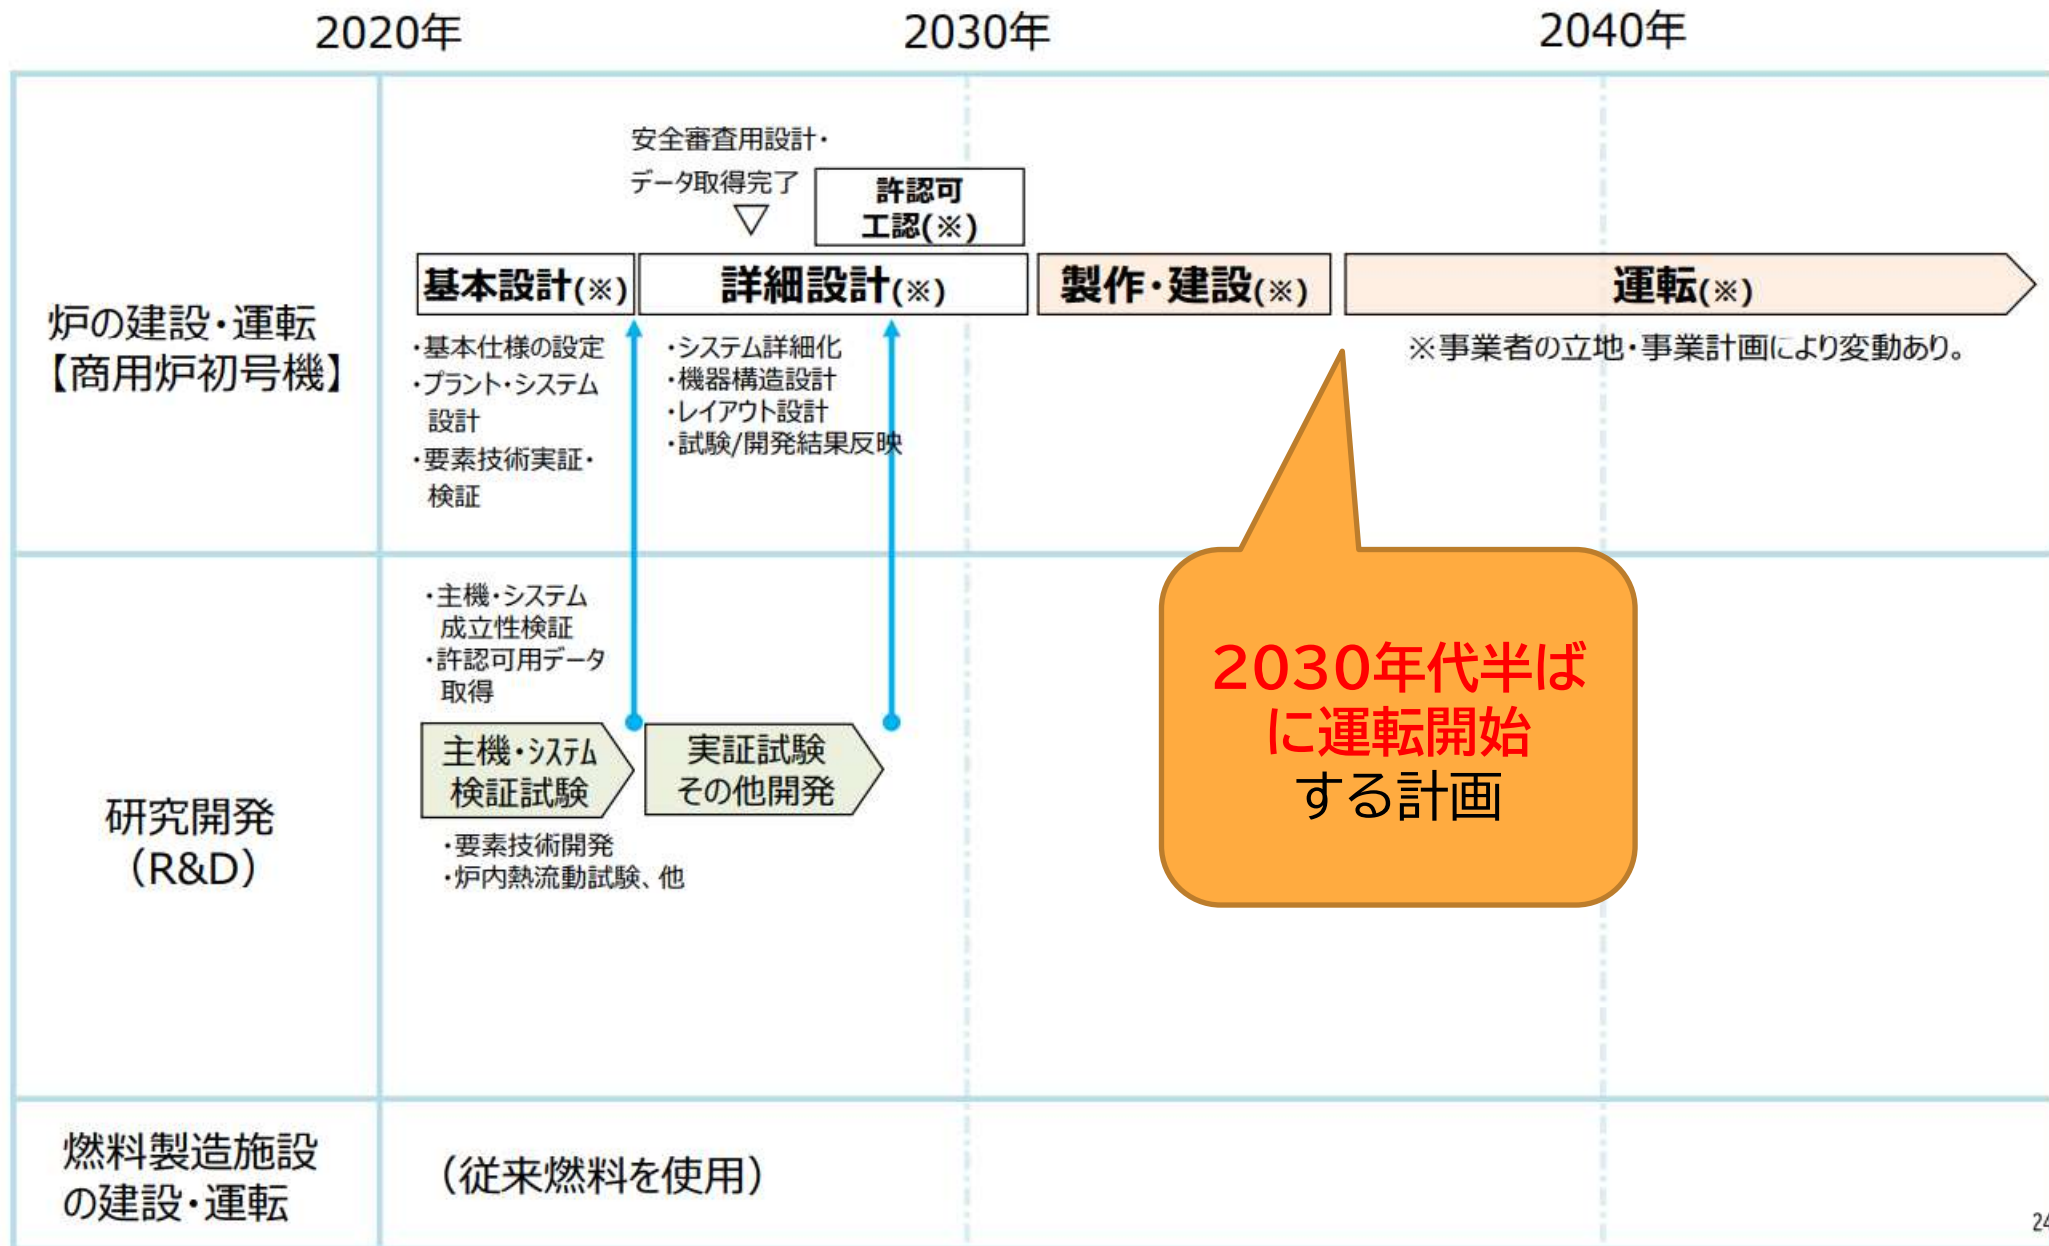 2020年
2030年
2040年
炉の建設・運転
【商用炉初号機】
安全審査用設計・
データ取得完了
▽
許認可
工認(※)
基本設計(※)
詳細設計(※)
製作・建設(※)
運転(※)
・基本仕様の設定
・プラント・システム
設計
・要素技術実証・
検証
・システム詳細化
・機器構造設計
・レイアウト設計
・試験/開発結果反映
※事業者の立地・事業計画により変動あり。
2030年代半ば
に運転開始
する計画
研究開発
（R&D）
・主機・システム
成立性検証
・許認可用データ
取得
主機・システム
検証試験
実証試験
その他開発
・要素技術開発
・炉内熱流動試験、他
燃料製造施設
の建設・運転
（従来燃料を使用）
24